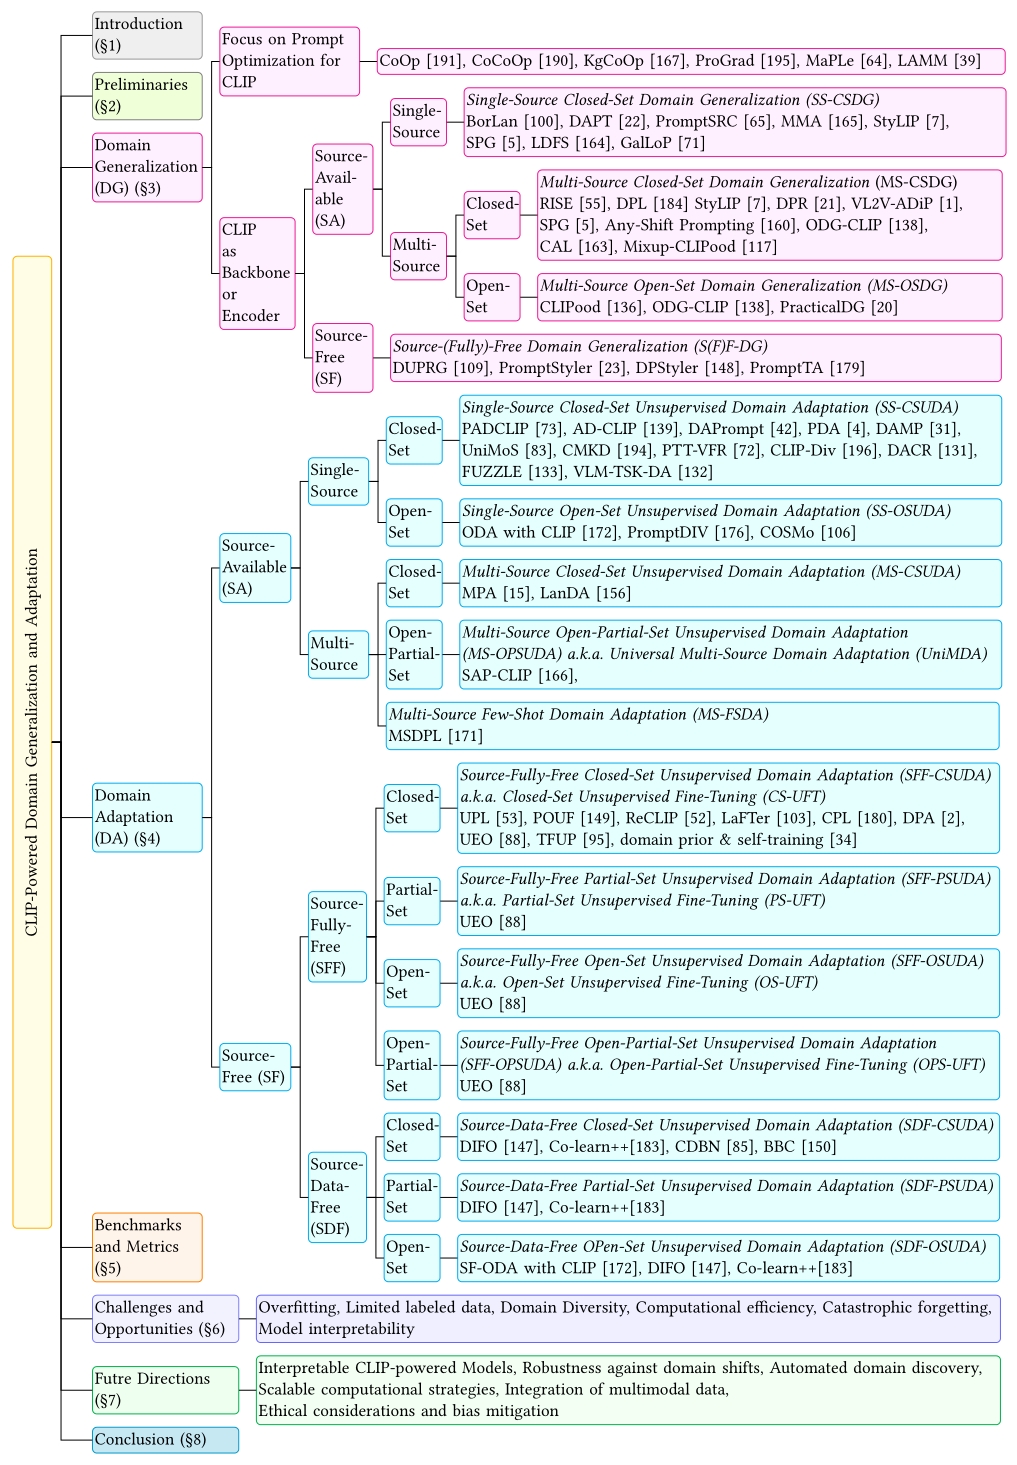 CLIP-Powered Domain Generalization and Adaptation
Introduction
(§1)
Preliminaries
(§2)
Domain
Generalization
(DG) (§3)
Focus on Prompt
Optimization for
CLIP
CoOp [191], CoCoOp [190], KgCoOp [167], ProGrad [195], MaPLe [64], LAMM [39]
CLIP
as
Backbone
or
Encoder
Source-
Avail-
able
(SA)
Single-
Source
Single-Source Closed-Set Domain Generalization (SS-CSDG)
BorLan [100], DAPT [22], PromptSRC [65], MMA [165], StyLIP [7],
SPG [5], LDFS [164], GalLoP [71]
Multi-
Source
Closed-
Set
Multi-Source Closed-Set Domain Generalization (MS-CSDG)
RISE [55], DPL [184] StyLIP [7], DPR [21], VL2V-ADiP [1],
SPG [5], Any-Shift Prompting [160], ODG-CLIP [138],
CAL [163], Mixup-CLIPood [117]
Open-
Set
Multi-Source Open-Set Domain Generalization (MS-OSDG)
CLIPood [136], ODG-CLIP [138], PracticalDG [20]
Source-
Free
(SF)
Source-(Fully)-Free Domain Generalization (S(F)F-DG)
DUPRG [109], PromptStyler [23], DPStyler [148], PromptTA [179]
Domain
Adaptation
(DA) (§4)
Source-
Available
(SA)
Single-
Source
Closed-
Set
Single-Source Closed-Set Unsupervised Domain Adaptation (SS-CSUDA)
PADCLIP [73], AD-CLIP [139], DAPrompt [42], PDA [4], DAMP [31],
UniMoS [83], CMKD [194], PTT-VFR [72], CLIP-Div [196], DACR [131],
FUZZLE [133], VLM-TSK-DA [132]
Open-
Set
Single-Source Open-Set Unsupervised Domain Adaptation (SS-OSUDA)
ODA with CLIP [172], PromptDIV [176], COSMo [106]
Multi-
Source
Closed-
Set
Multi-Source Closed-Set Unsupervised Domain Adaptation (MS-CSUDA)
MPA [15], LanDA [156]
Open-
Partial-
Set
Multi-Source Open-Partial-Set Unsupervised Domain Adaptation
(MS-OPSUDA) a.k.a. Universal Multi-Source Domain Adaptation (UniMDA)
SAP-CLIP [166],
Multi-Source Few-Shot Domain Adaptation (MS-FSDA)
MSDPL [171]
Source-
Free (SF)
Source-
Fully-
Free
(SFF)
Closed-
Set
Source-Fully-Free Closed-Set Unsupervised Domain Adaptation (SFF-CSUDA)
a.k.a. Closed-Set Unsupervised Fine-Tuning (CS-UFT)
UPL [53], POUF [149], ReCLIP [52], LaFTer [103], CPL [180], DPA [2],
UEO [88], TFUP [95], domain prior & self-training [34]
Partial-
Set
Source-Fully-Free Partial-Set Unsupervised Domain Adaptation (SFF-PSUDA)
a.k.a. Partial-Set Unsupervised Fine-Tuning (PS-UFT)
UEO [88]
Open-
Set
Source-Fully-Free Open-Set Unsupervised Domain Adaptation (SFF-OSUDA)
a.k.a. Open-Set Unsupervised Fine-Tuning (OS-UFT)
UEO [88]
Open-
Partial-
Set
Source-Fully-Free Open-Partial-Set Unsupervised Domain Adaptation
(SFF-OPSUDA) a.k.a. Open-Partial-Set Unsupervised Fine-Tuning (OPS-UFT)
UEO [88]
Source-
Data-
Free
(SDF)
Closed-
Set
Source-Data-Free Closed-Set Unsupervised Domain Adaptation (SDF-CSUDA)
DIFO [147], Co-learn++[183], CDBN [85], BBC [150]
Partial-
Set
Source-Data-Free Partial-Set Unsupervised Domain Adaptation (SDF-PSUDA)
DIFO [147], Co-learn++[183]
Open-
Set
Source-Data-Free OPen-Set Unsupervised Domain Adaptation (SDF-OSUDA)
SF-ODA with CLIP [172], DIFO [147], Co-learn++[183]
Benchmarks
and Metrics
(§5)
Challenges and
Opportunities (§6)
Overfitting, Limited labeled data, Domain Diversity, Computational efficiency, Catastrophic forgetting,
Model interpretability
Futre Directions
(§7)
Interpretable CLIP-powered Models, Robustness against domain shifts, Automated domain discovery,
Scalable computational strategies, Integration of multimodal data,
Ethical considerations and bias mitigation
Conclusion (§8)